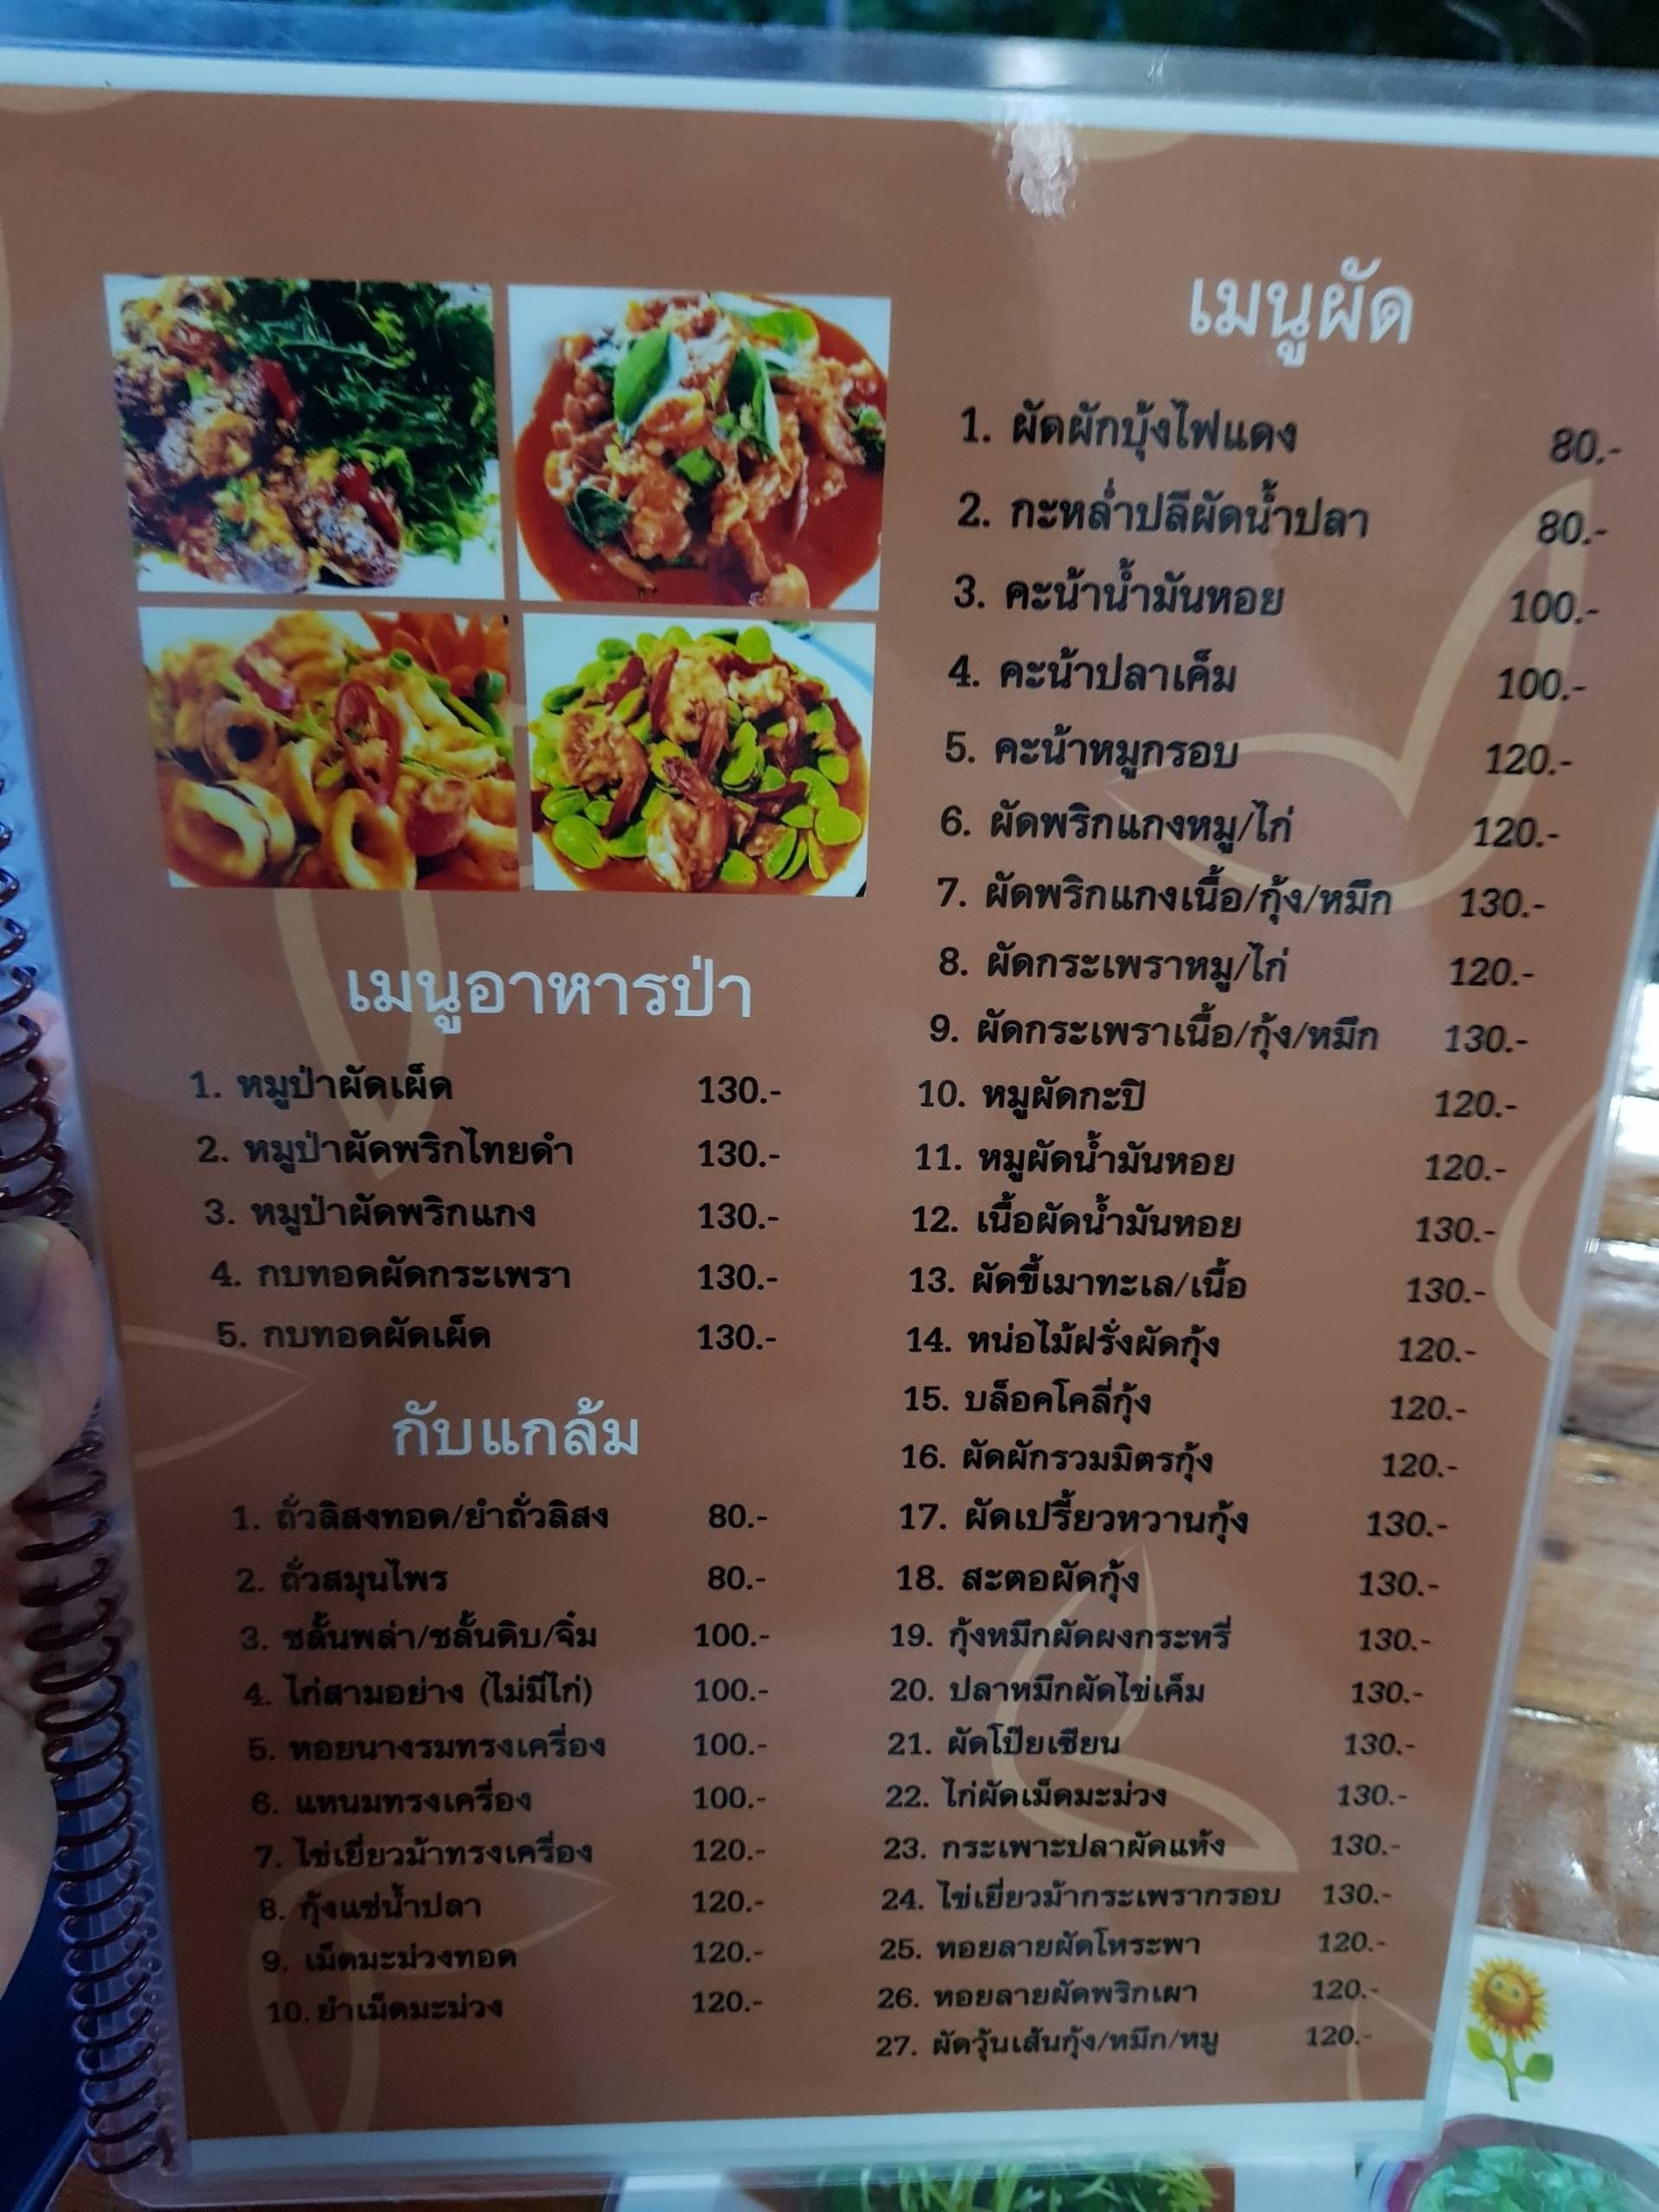 เมนูผัด
1. ผัดผักบุ้งไฟแดง 80.-
2. กะหล่ำปลีผัดน้ำปลา 80.-
3. คะน้าน้ำมันหอย 100.-
4. คะน้าปลาเค็ม 100.-
5. คะน้าหมูกรอบ 120.-
6. ผัดพริกแกงหมู/ไก่ 120.-
7. ผัดพริกแกงเนื้อ/กุ้ง/หมึก 130.-
8. ผัดกระเพราหมู/ไก่ 120.-
9. ผัดกระเพราเนื้อ/กุ้ง/หมึก 130.-
10. หมูผัดกะปิ 120.-
11. หมูผัดน้ำมันหอย 120.-
12. เนื้อผัดน้ำมันหอย 130.-
13. ผัดขี้เมาทะเล/เนื้อ 130.-
14. หน่อไม้ฝรั่งผัดกุ้ง 120.-
15. บล็อคโคลี่กุ้ง 120.-
16. ผัดผักรวมมิตรกุ้ง 120.-
17. ผัดเปรี้ยวหวานกุ้ง 130.-
18. สะตอผัดกุ้ง 130.-
19. กุ้งหมึกผัดผงกระหรี่ 130.-
20. ปลาหมึกผัดไข่เค็ม 130.-
21. ผัดโป๊ยเซียน 130.-
22. ไก่ผัดเม็ดมะม่วง 130.-
23. กระเพาะปลาผัดแห้ง 130.-
24. ไข่เยี่ยวม้ากระเพรากรอบ 130.-
25. หอยลายผัดโหระพา 120.-
26. หอยลายผัดพริกเผา 120.-
27. ผัดวุ้นเส้นกุ้ง/หมึก/หมู 120.-
เมนูอาหารป่า
1. หมูป่าผัดเผ็ด 130.-
2. หมูป่าผัดพริกไทยดำ 130.-
3. หมูป่าผัดพริกแกง 130.-
4. กบทอดผัดกระเพรา 130.-
5. กบทอดผัดเผ็ด 130.-
กับแกล้ม
1. ถั่วลิสงทอด/ยำถั่วลิสง 80.-
2. ถั่วสมุนไพร 80.-
3. ชลั้นพล่า/ชลั้นดิบ/จิ๋ม 100.-
4. ไก่สามอย่าง (ไม่มีไก่) 100.-
5. หอยนางรมทรงเครื่อง 100.-
6. แหนมทรงเครื่อง 100.-
7. ไข่เยี่ยวม้าทรงเครื่อง 120.-
8. กุ้งแช่น้ำปลา 120.-
9. เม็ดมะม่วงทอด 120.-
10. ยำเม็ดมะม่วง 120.-